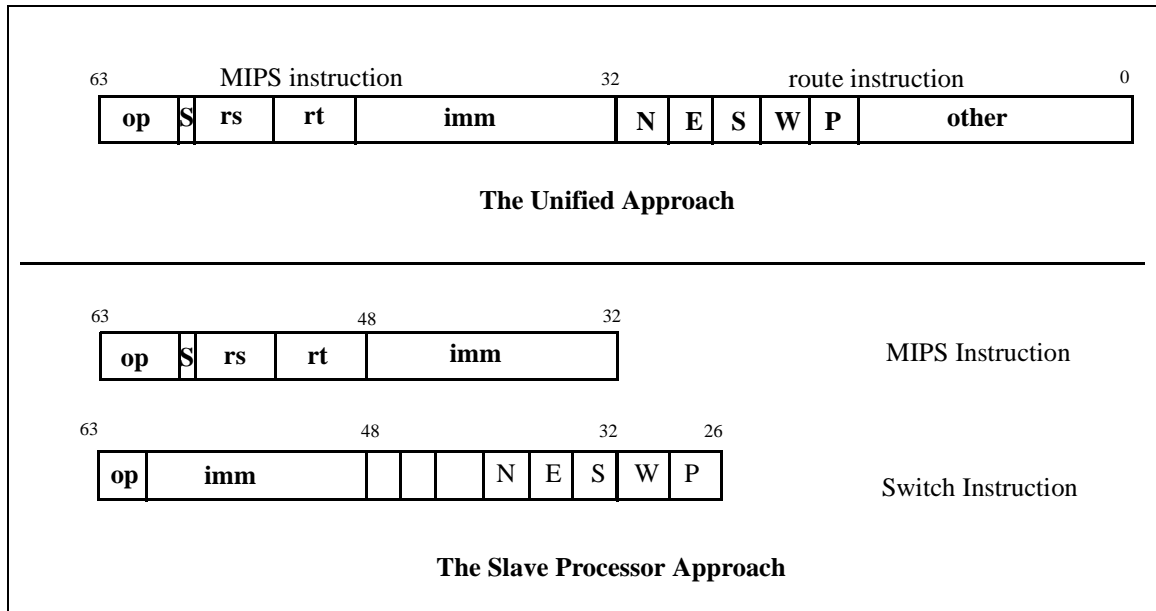 63 MIPS instruction 32 route instruction 0
op S rs rt imm N E S W P other
The Unified Approach
63 48 32
op S rs rt imm MIPS Instruction
63 48 32 26
op imm N E S W P Switch Instruction
The Slave Processor Approach